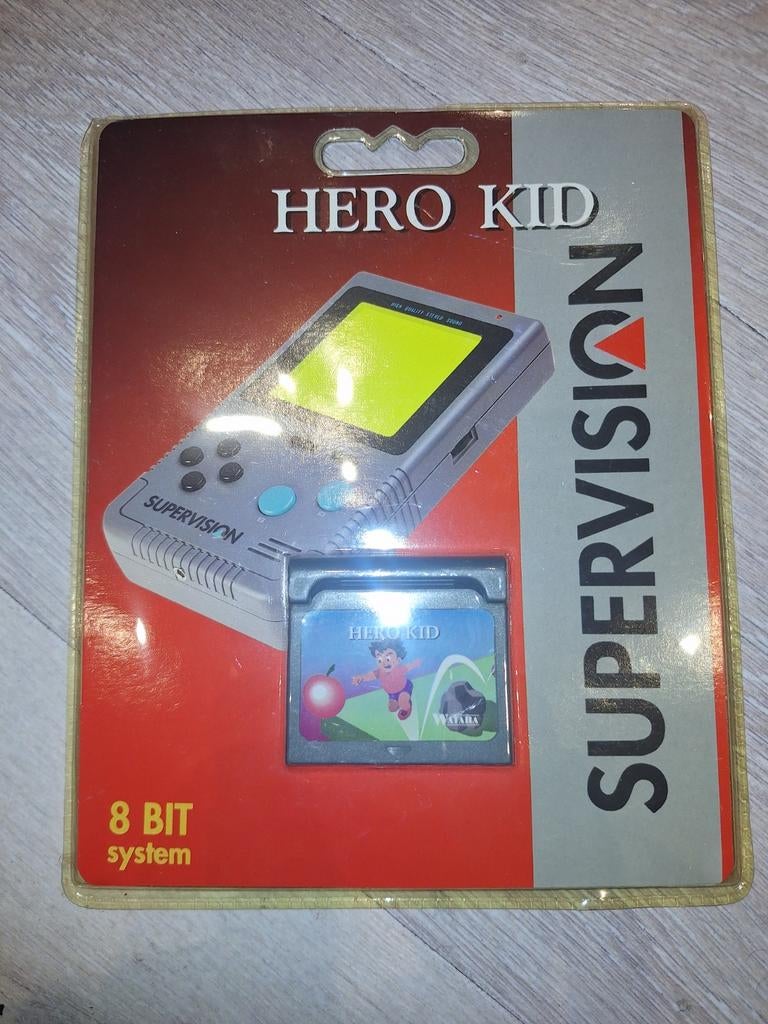 HERO KID
SUPERVISION
HIGH QUALITY STEREO SOUND
SUPERVISION
HERO KID
WATARA
8 BIT
system